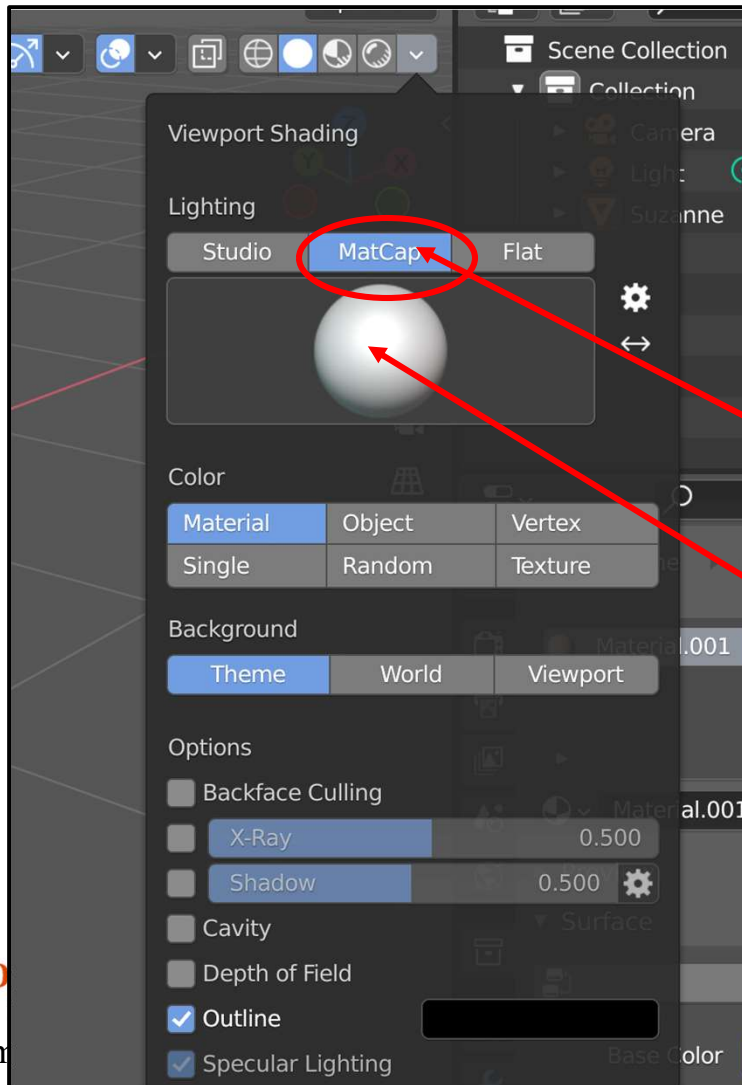 Scene Collection
Collection
Viewport Shading
Camera
Lighting
Light
Suzanne
Studio MatCap Flat
Color
Material Object Vertex
Single Random Texture
Background
Material.001
Theme World Viewport
Options
Backface Culling
Material.001
X-Ray 0.500
Shadow 0.500
Surface
Cavity
Depth of Field
Outline
Specular Lighting
Base Color